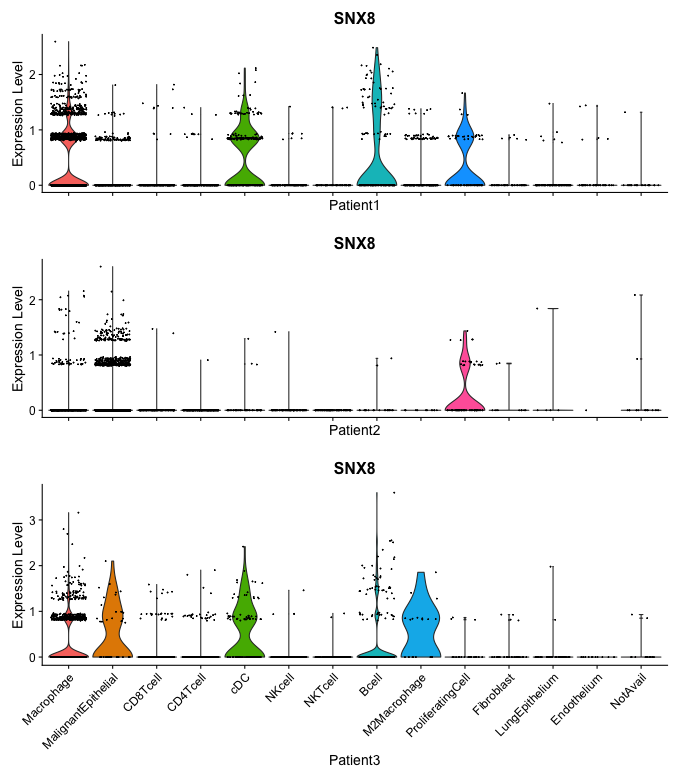 SNX8
Expression Level
2
1
0
Patient1
SNX8
Expression Level
2
1
0
Patient2
SNX8
Expression Level
3
2
1
0
Macrophage
MalignantEpithelial
CD8Tcell
CD4Tcell
cDC
NKcell
NKTcell
Bcell
M2Macrophage
ProliferatingCell
Fibroblast
LungEpithelium
Endothelium
NotAvail
Patient3